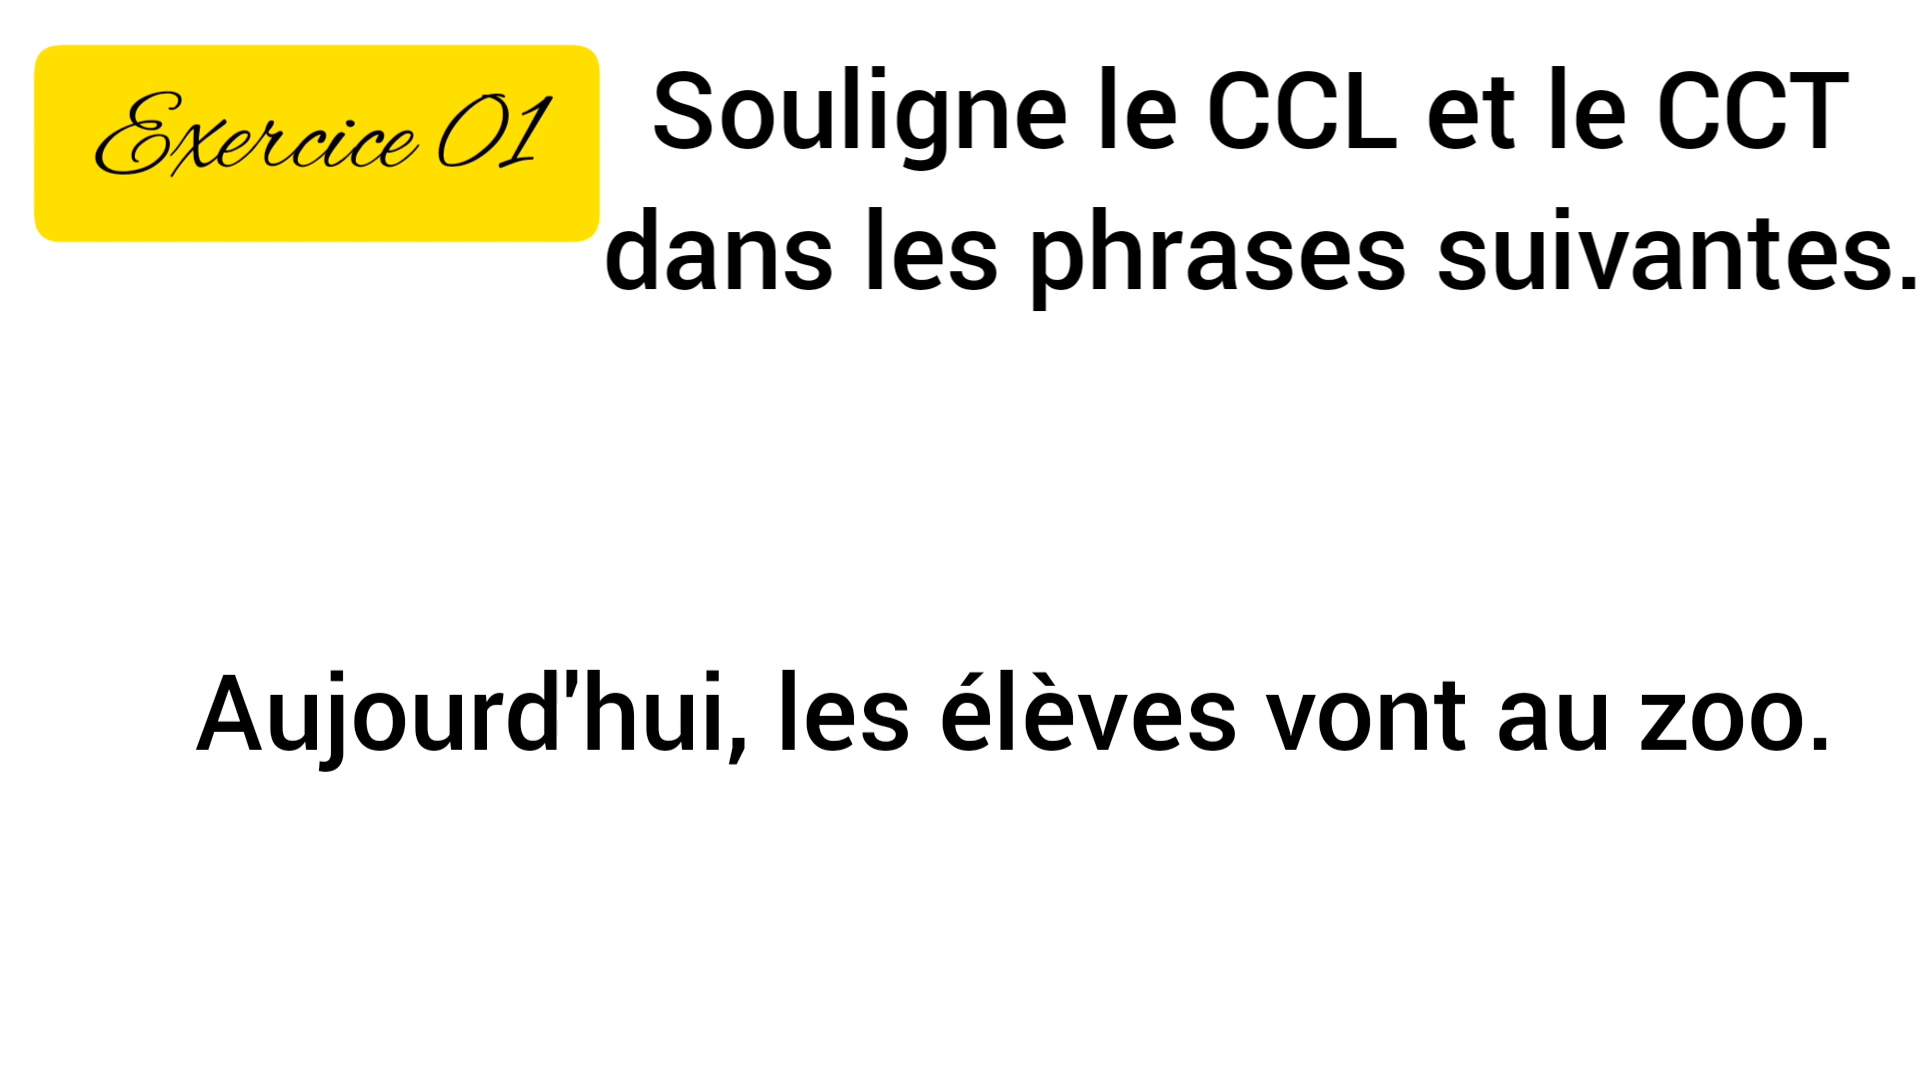 Exercice 01
Souligne le CCL et le CCT
dans les phrases suivantes.
Aujourd'hui, les élèves vont au zoo.